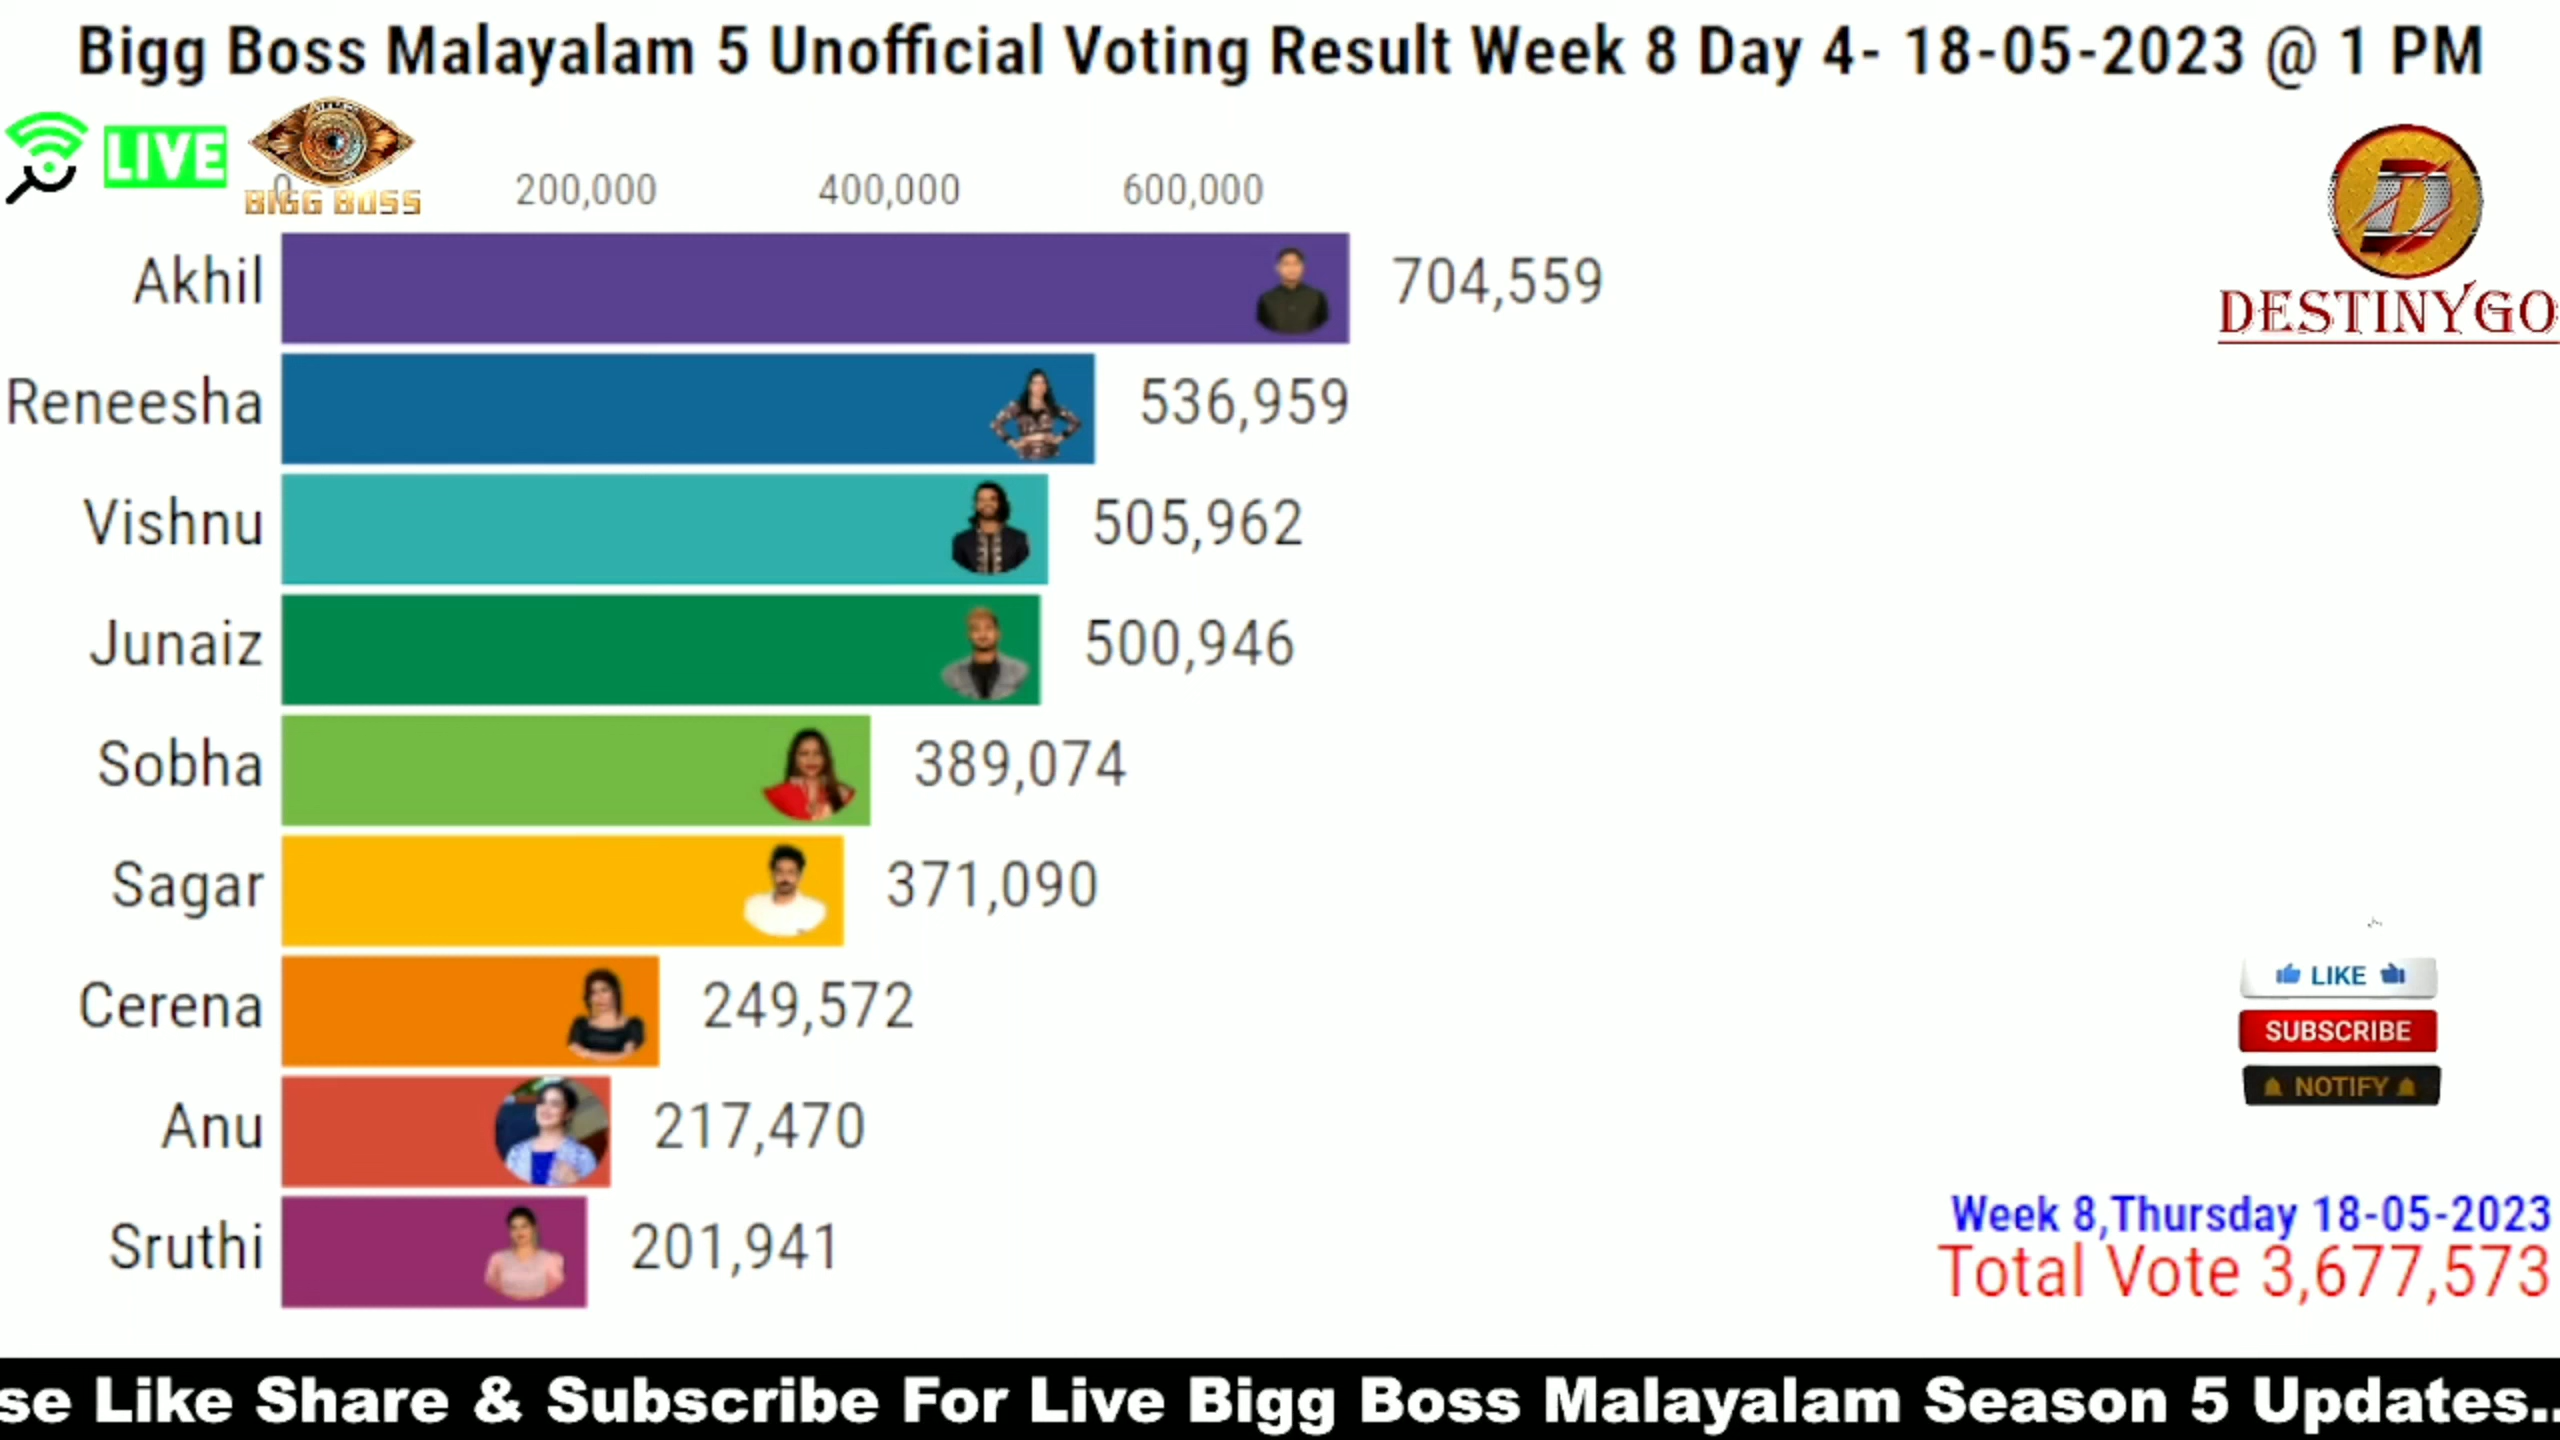 Bigg Boss Malayalam 5 Unofficial Voting Result Week 8 Day 4- 18-05-2023 @ 1 PM
LIVE
BIGG BOSS
0 200,000 400,000 600,000
DESTINYGO
Akhil 704,559
Reneesha 536,959
Vishnu 505,962
Junaiz 500,946
Sobha 389,074
Sagar 371,090
Cerena 249,572
LIKE
SUBSCRIBE
NOTIFY
Anu 217,470
Sruthi 201,941
Week 8,Thursday 18-05-2023
Total Vote 3,677,573
se Like Share & Subscribe For Live Bigg Boss Malayalam Season 5 Updates..